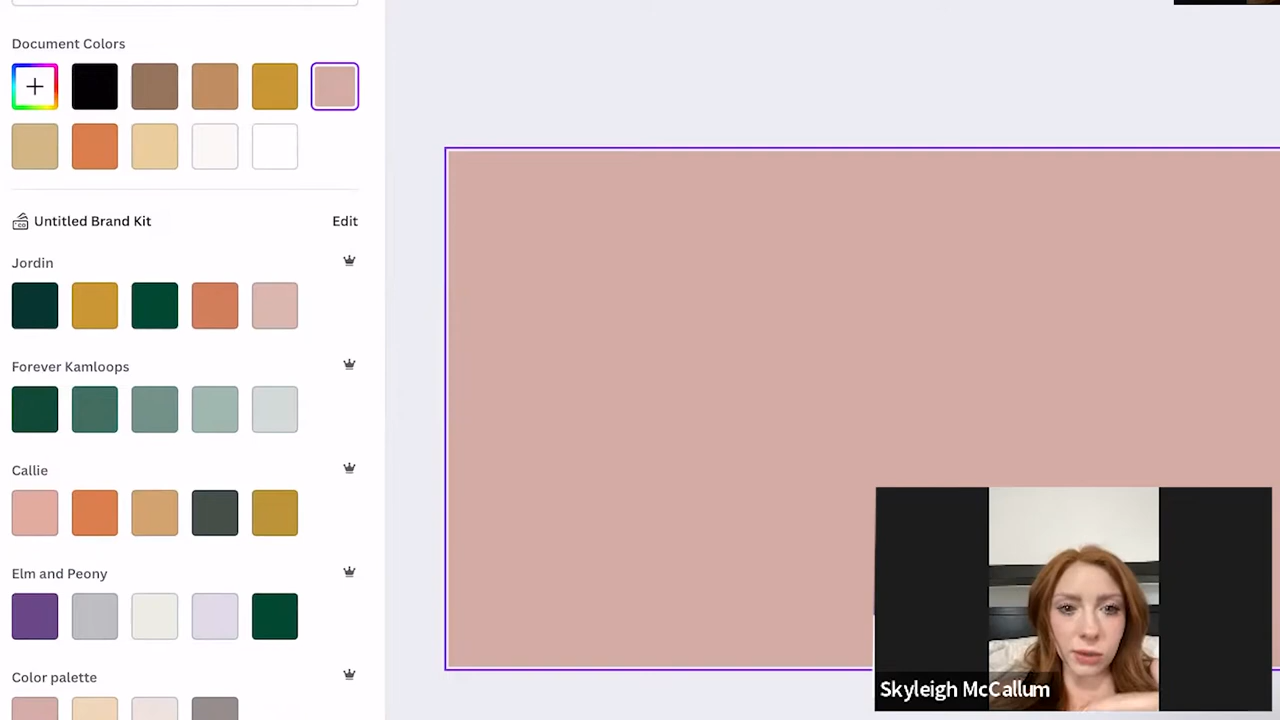 Document Colors
Untitled Brand Kit
Edit
Jordin
Forever Kamloops
Callie
Elm and Peony
Color palette
Skyleigh McCallum